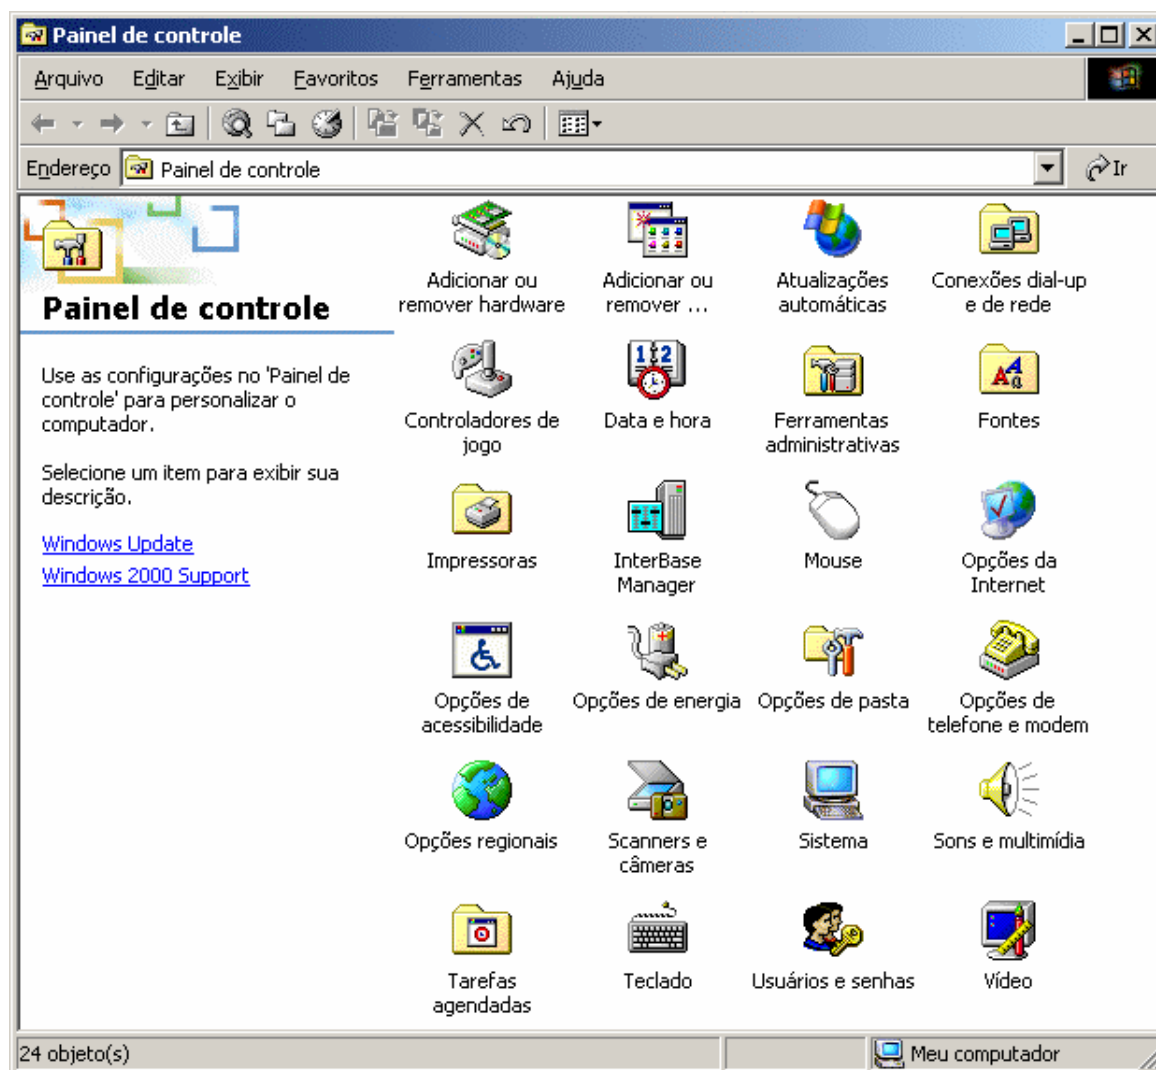 Painel de controle
Arquivo Editar Exibir Favoritos Ferramentas Ajuda
Endereço Painel de controle Ir
Painel de controle
Use as configurações no 'Painel de
controle' para personalizar o
computador.
Selecione um item para exibir sua
descrição.
Windows Update
Windows 2000 Support
Adicionar ou
remover hardware
Adicionar ou
remover ...
Atualizações
automáticas
Conexões dial-up
e de rede
Controladores de
jogo
Data e hora
Ferramentas
administrativas
Fontes
Impressoras
InterBase
Manager
Mouse
Opções da
Internet
Opções de
acessibilidade
Opções de energia
Opções de pasta
Opções de
telefone e modem
Opções regionais
Scanners e
câmeras
Sistema
Sons e multimídia
Tarefas
agendadas
Teclado
Usuários e senhas
Vídeo
24 objeto(s)
Meu computador